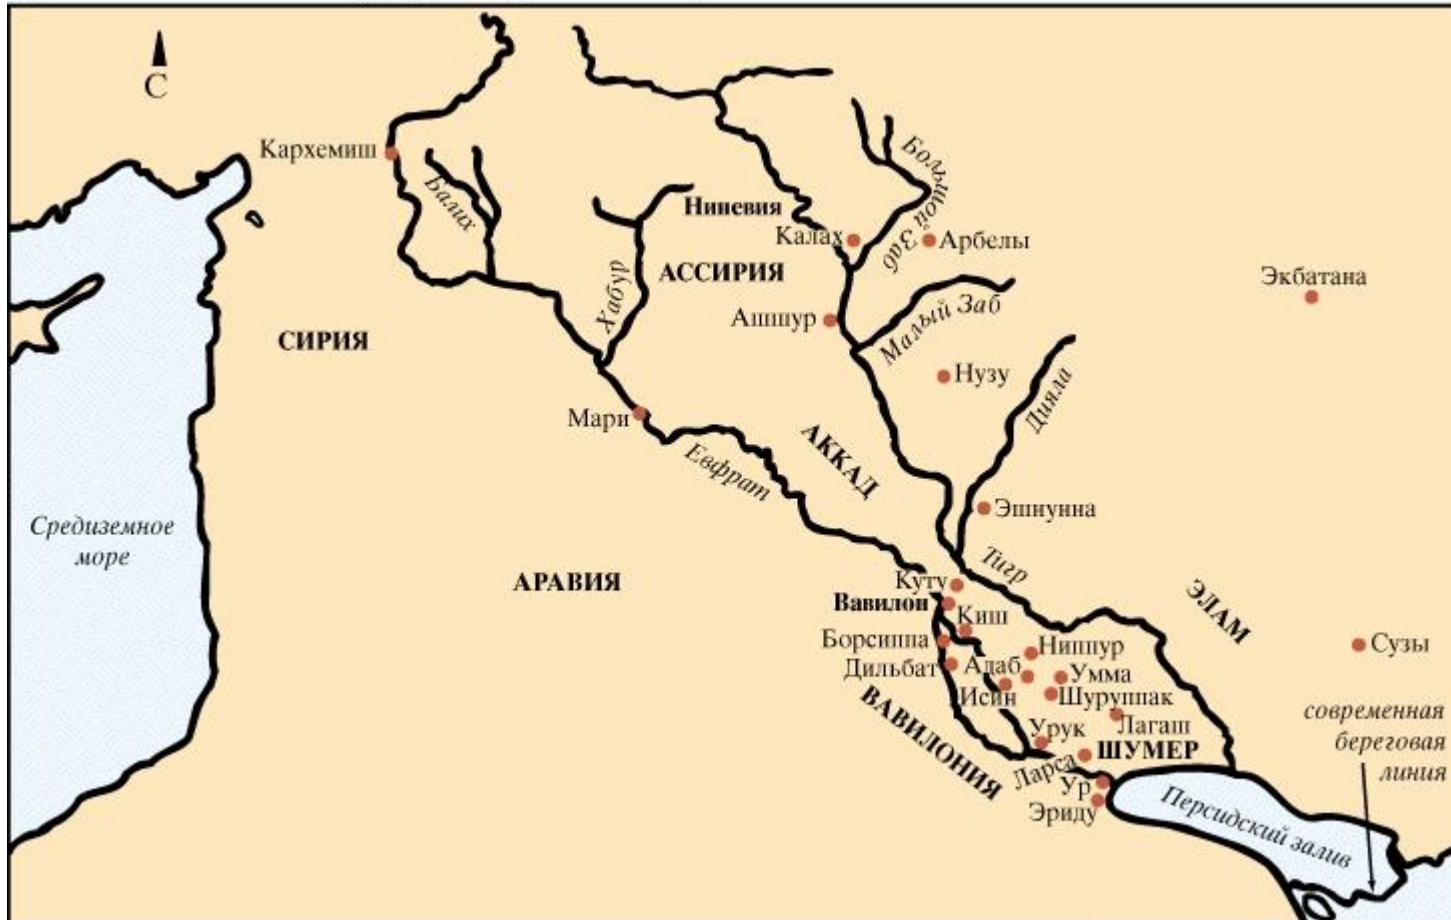 С
Кархемиш
Балих
Хабур
Ниневия
Калах
Большой Заб
Арбелы
АССИРИЯ
Ашшур
Малый Заб
Экбатана
СИРИЯ
Нузу
Дияла
Мари
Евфрат
АККАД
Эшнунна
Средиземное
море
АРАВИЯ
Тигр
Куту
Вавилон
Киш
ЭЛАМ
Борсиппа
Ниппур
Сузы
Дильбат
Адаб
Умма
Исин
Шуруппак
ВАВИЛОНИЯ
Лагаш
Урук
ШУМЕР
Ларса
Ур
Эриду
Персидский залив
современная
береговая
линия